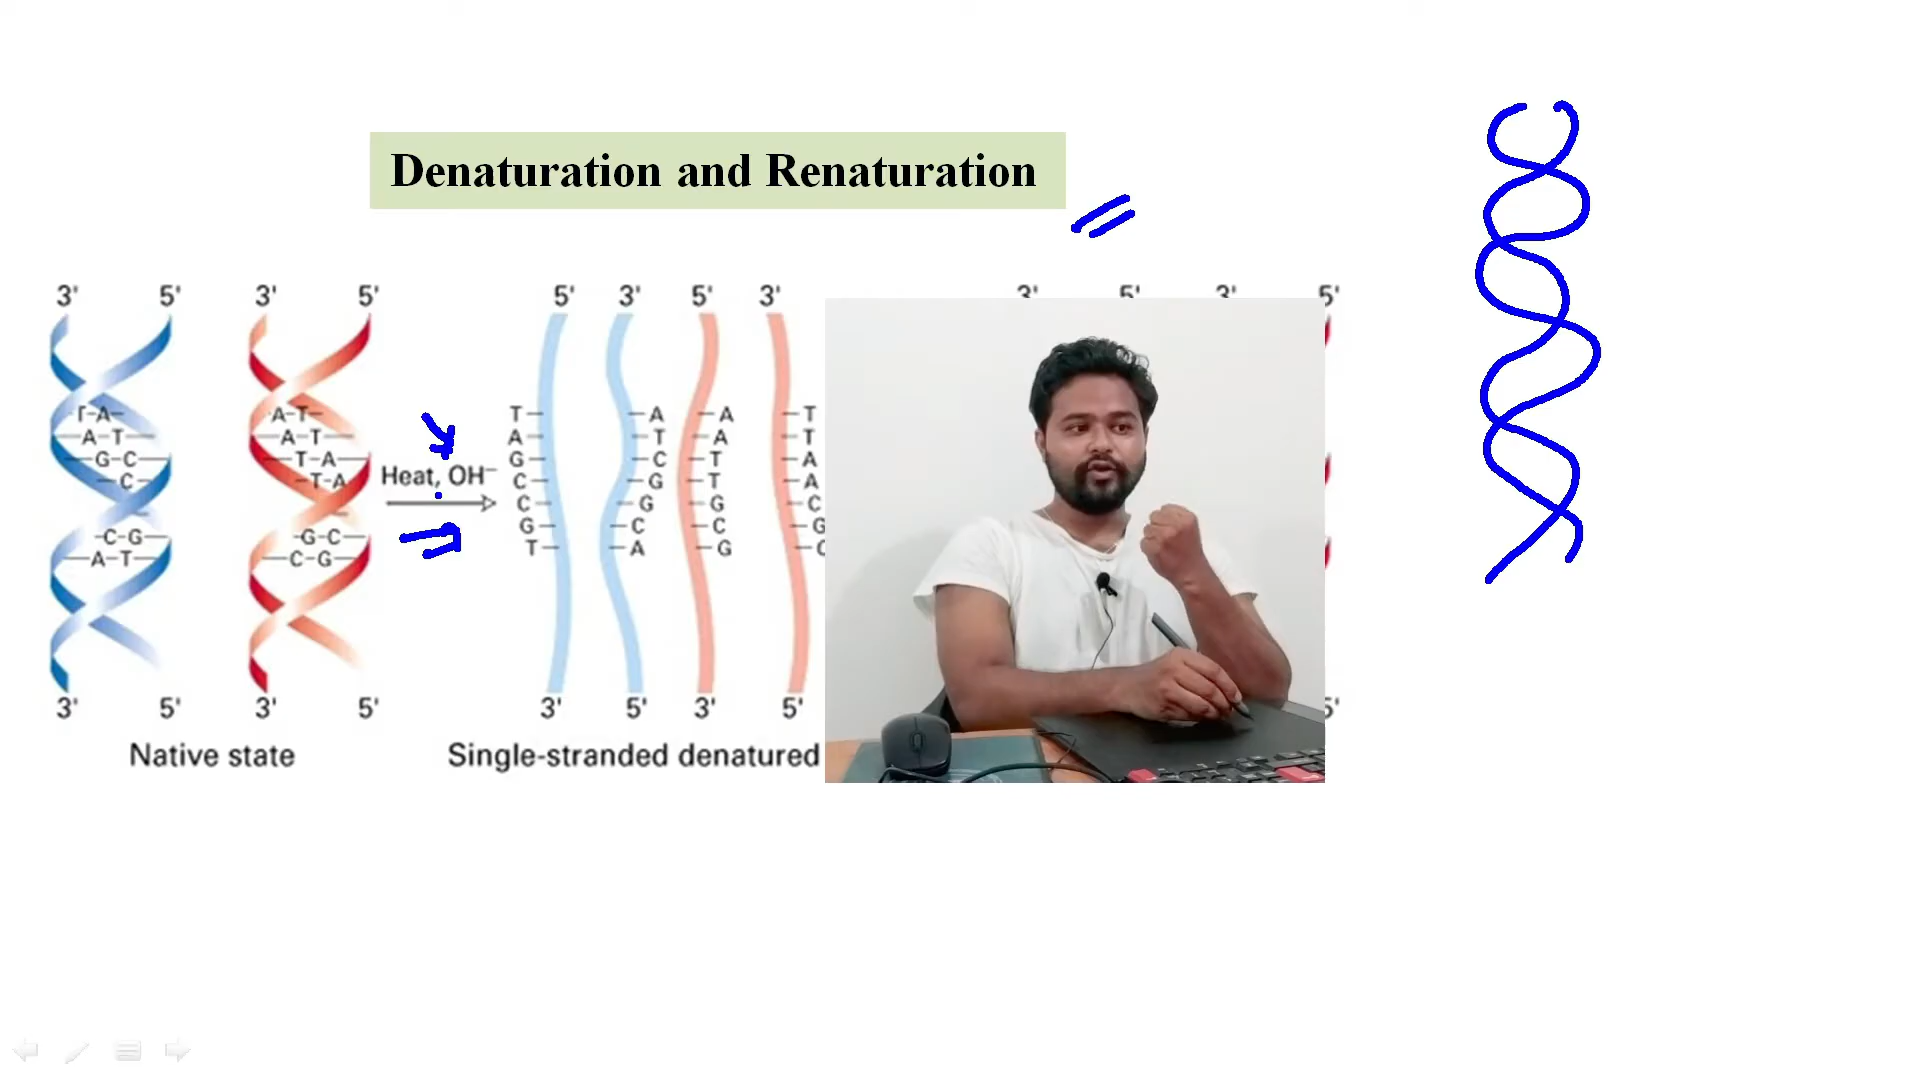 Denaturation and Renaturation
3' 5' 3' 5' 5' 3' 5' 3' 3' 5' 3' 5'
T-A A-T T A A T
A-T A-T A T A T
G-C T-A G C T A
C T-A C G T A
C G G C
C-G G-C G C C G
A-T C-G T A G C
Heat, OH⁻
3' 5' 3' 5' 3' 5' 3' 5' 5'
Native state
Single-stranded denatured